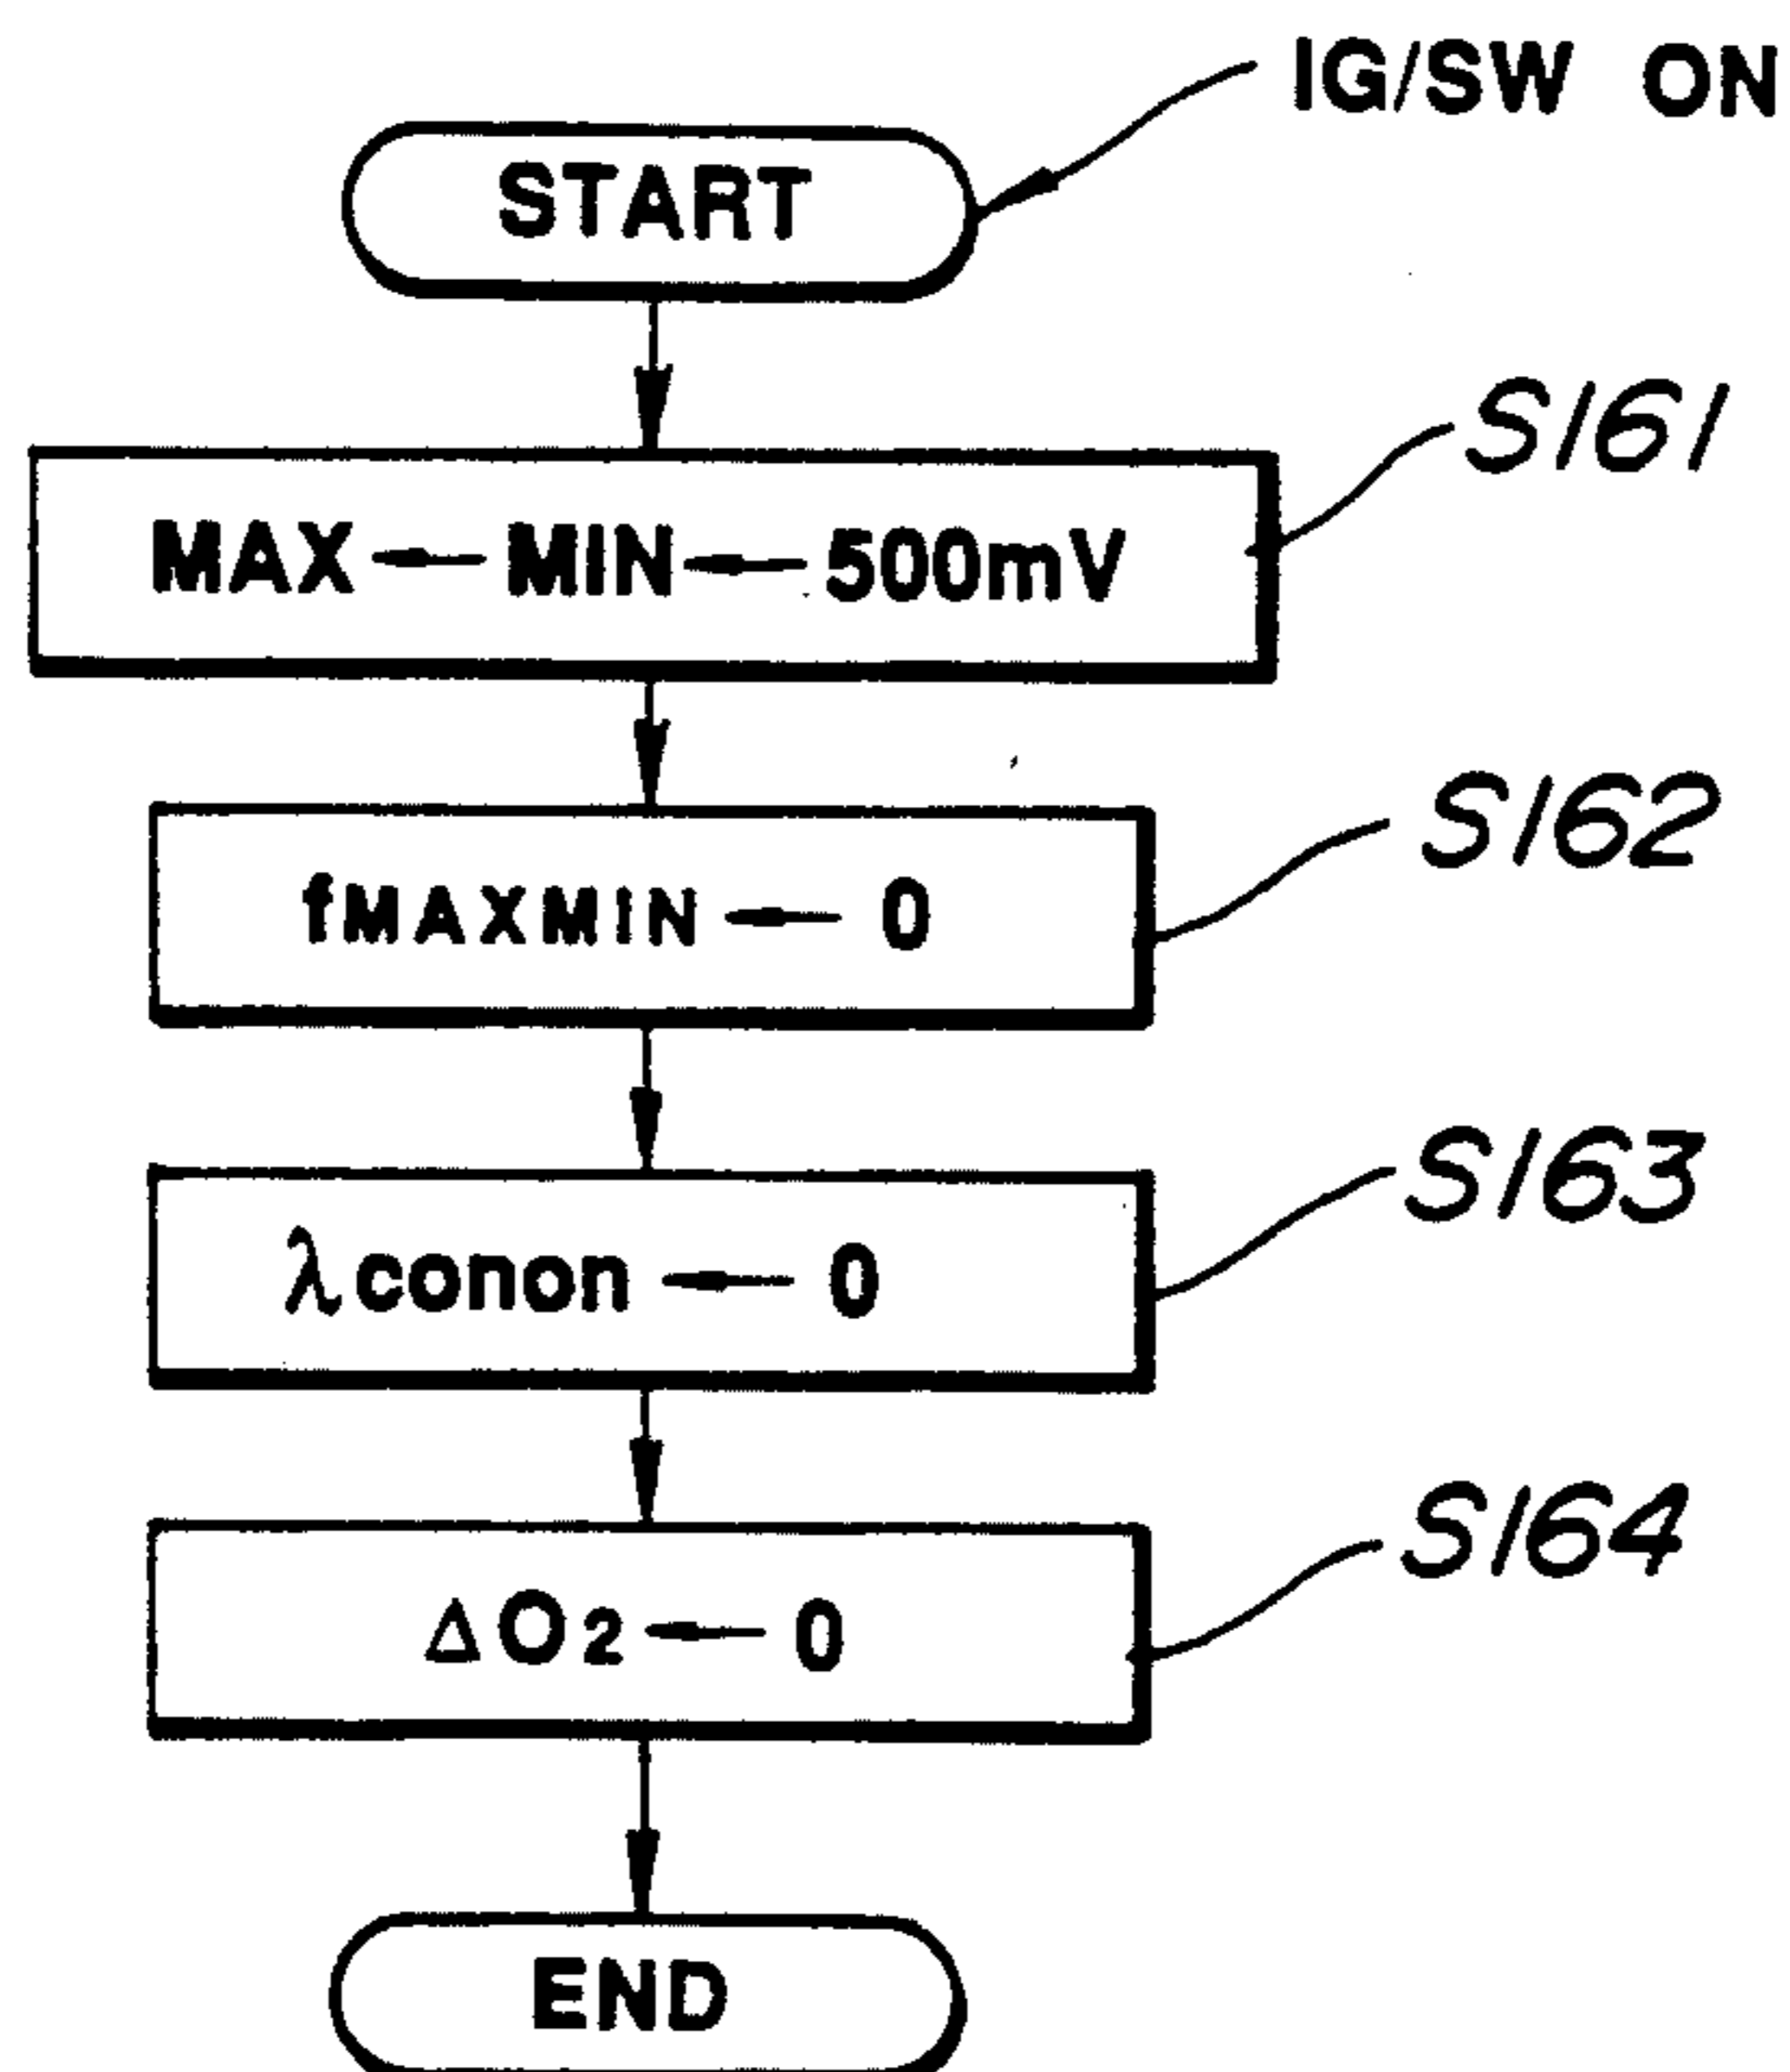 IG/SW ON
START
S161
MAX←MIN←500mV
S162
fMAXMIN← 0
S163
λconon ← 0
S164
ΔO2← 0
END